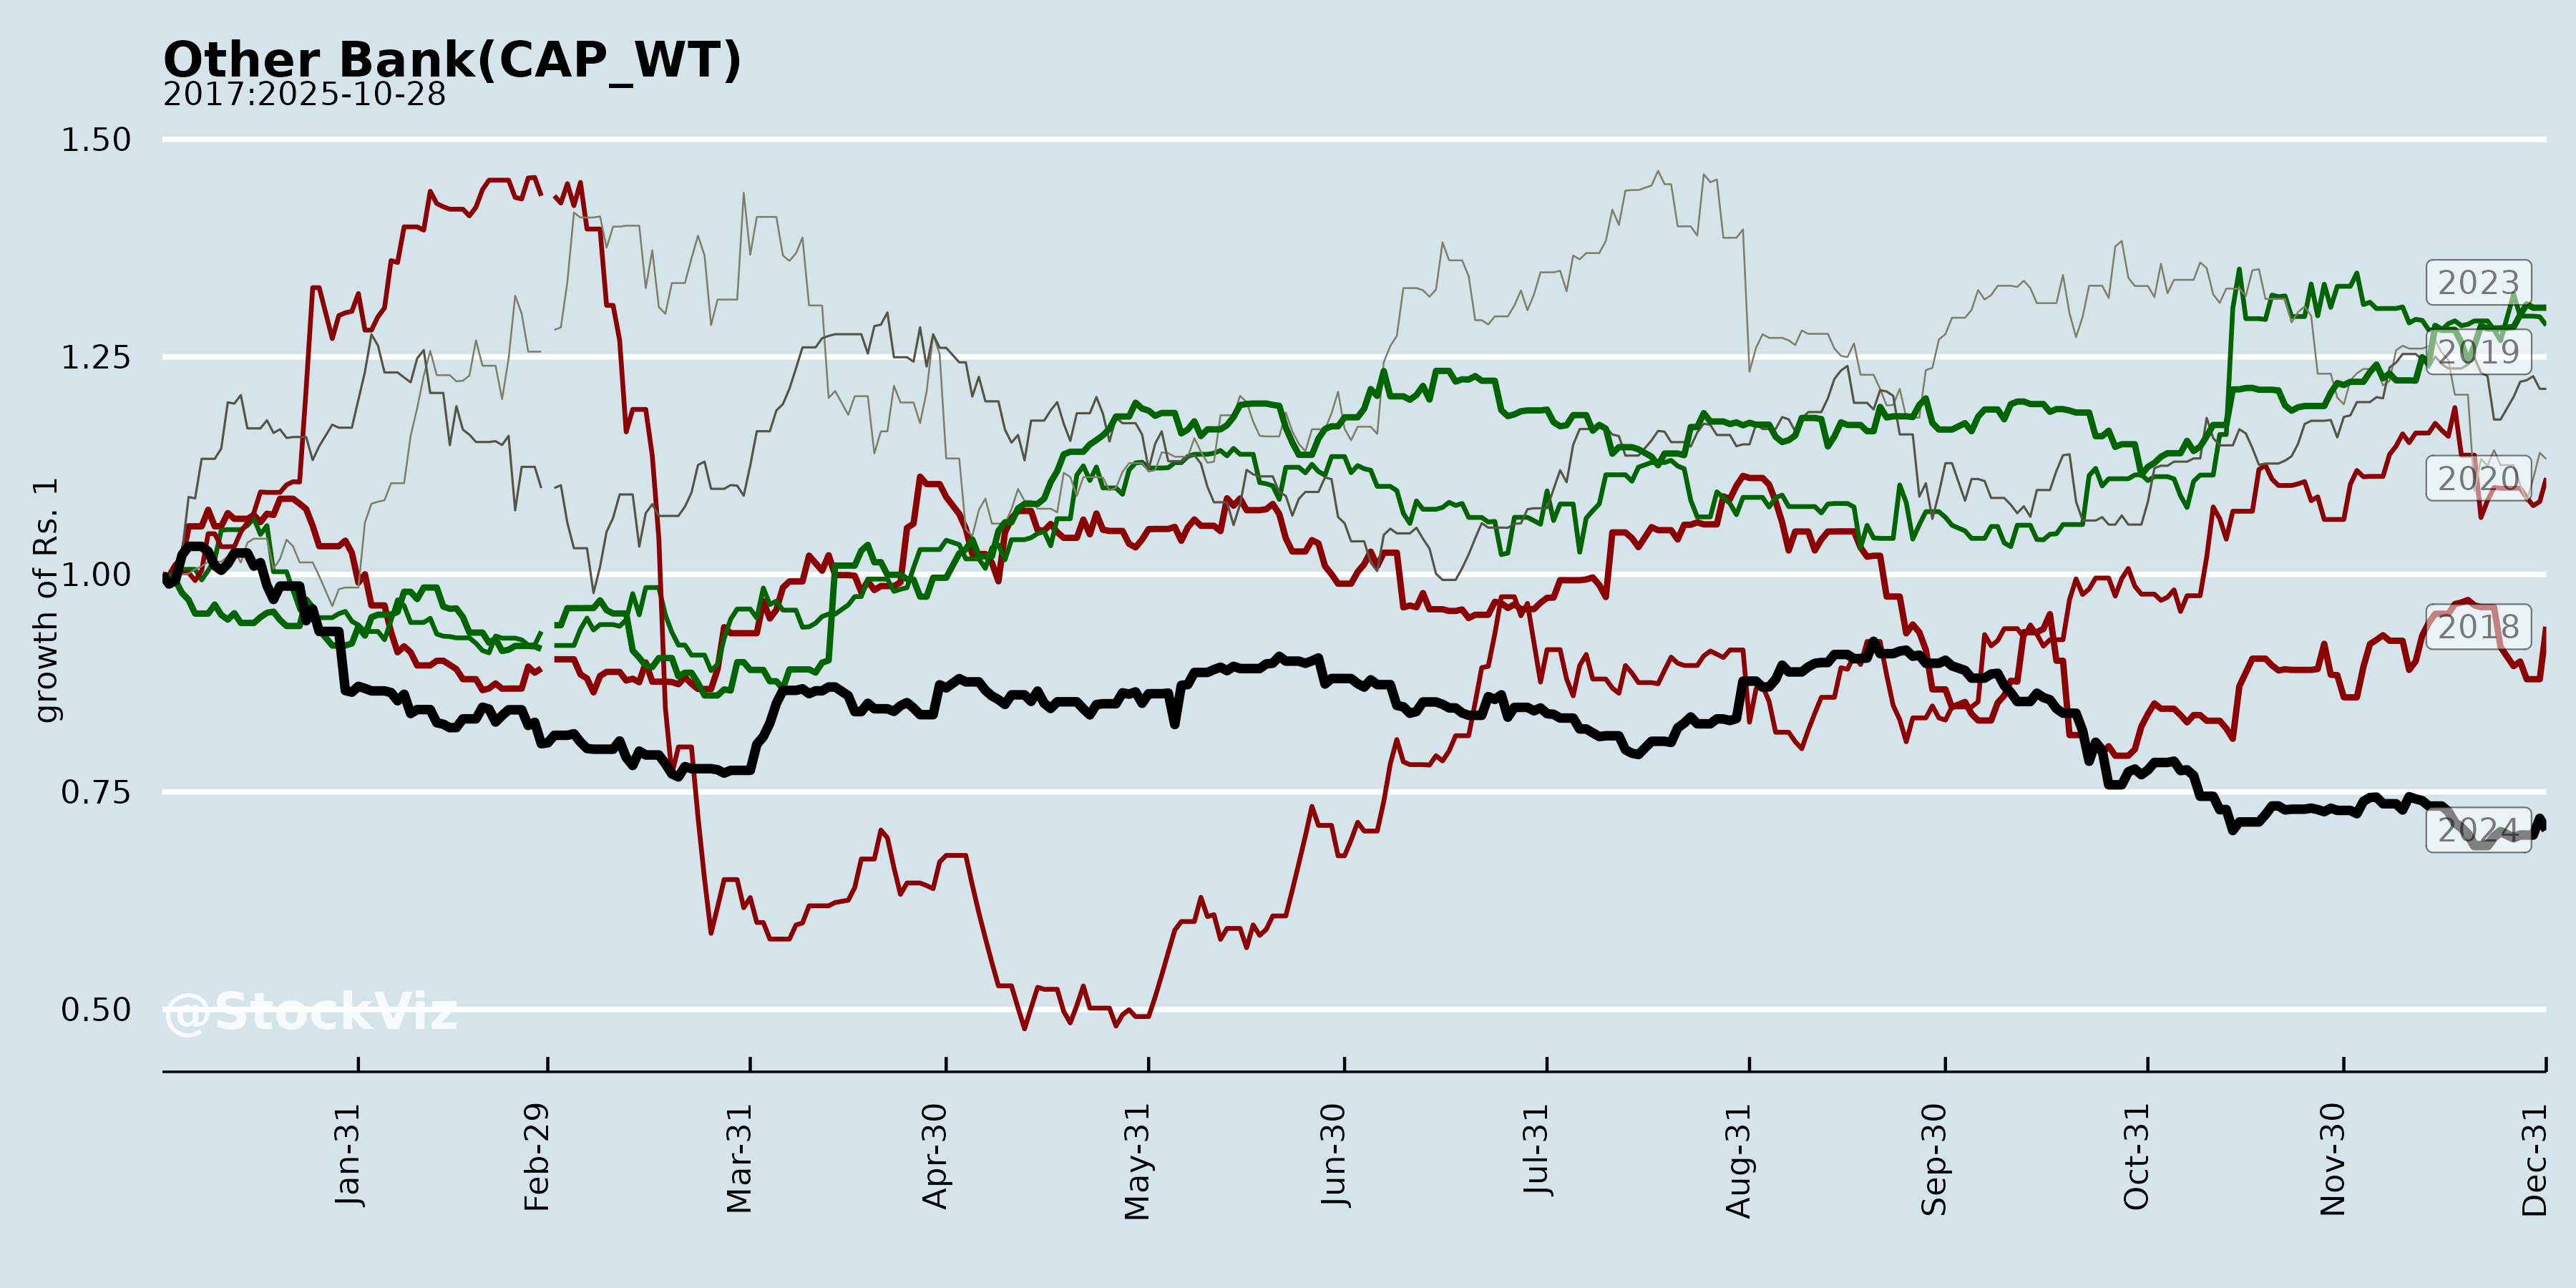 Other Bank(CAP_WT)
2017:2025-10-28
growth of Rs. 1
1.50
1.25
1.00
0.75
0.50
2023
2019
2020
2018
2024
@StockViz
Jan-31
Feb-29
Mar-31
Apr-30
May-31
Jun-30
Jul-31
Aug-31
Sep-30
Oct-31
Nov-30
Dec-31